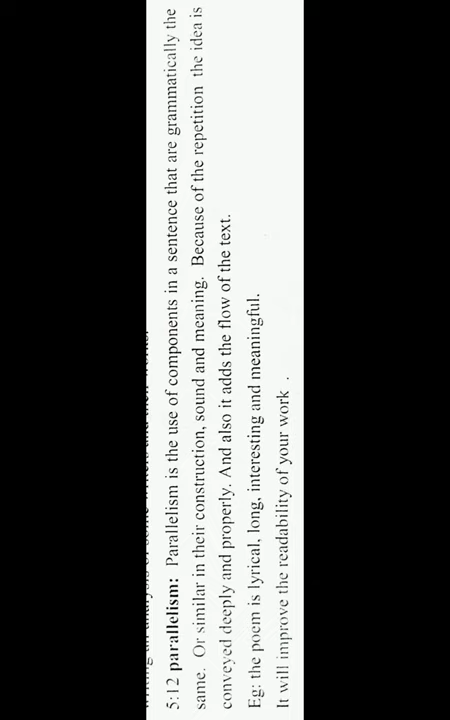 5:12 parallelism: Parallelism is the use of components in a sentence that are grammatically the
same. Or similar in their construction, sound and meaning. Because of the repetition the idea is
conveyed deeply and properly. And also it adds the flow of the text.
Eg: the poem is lyrical, long, interesting and meaningful.
It will improve the readability of your work .